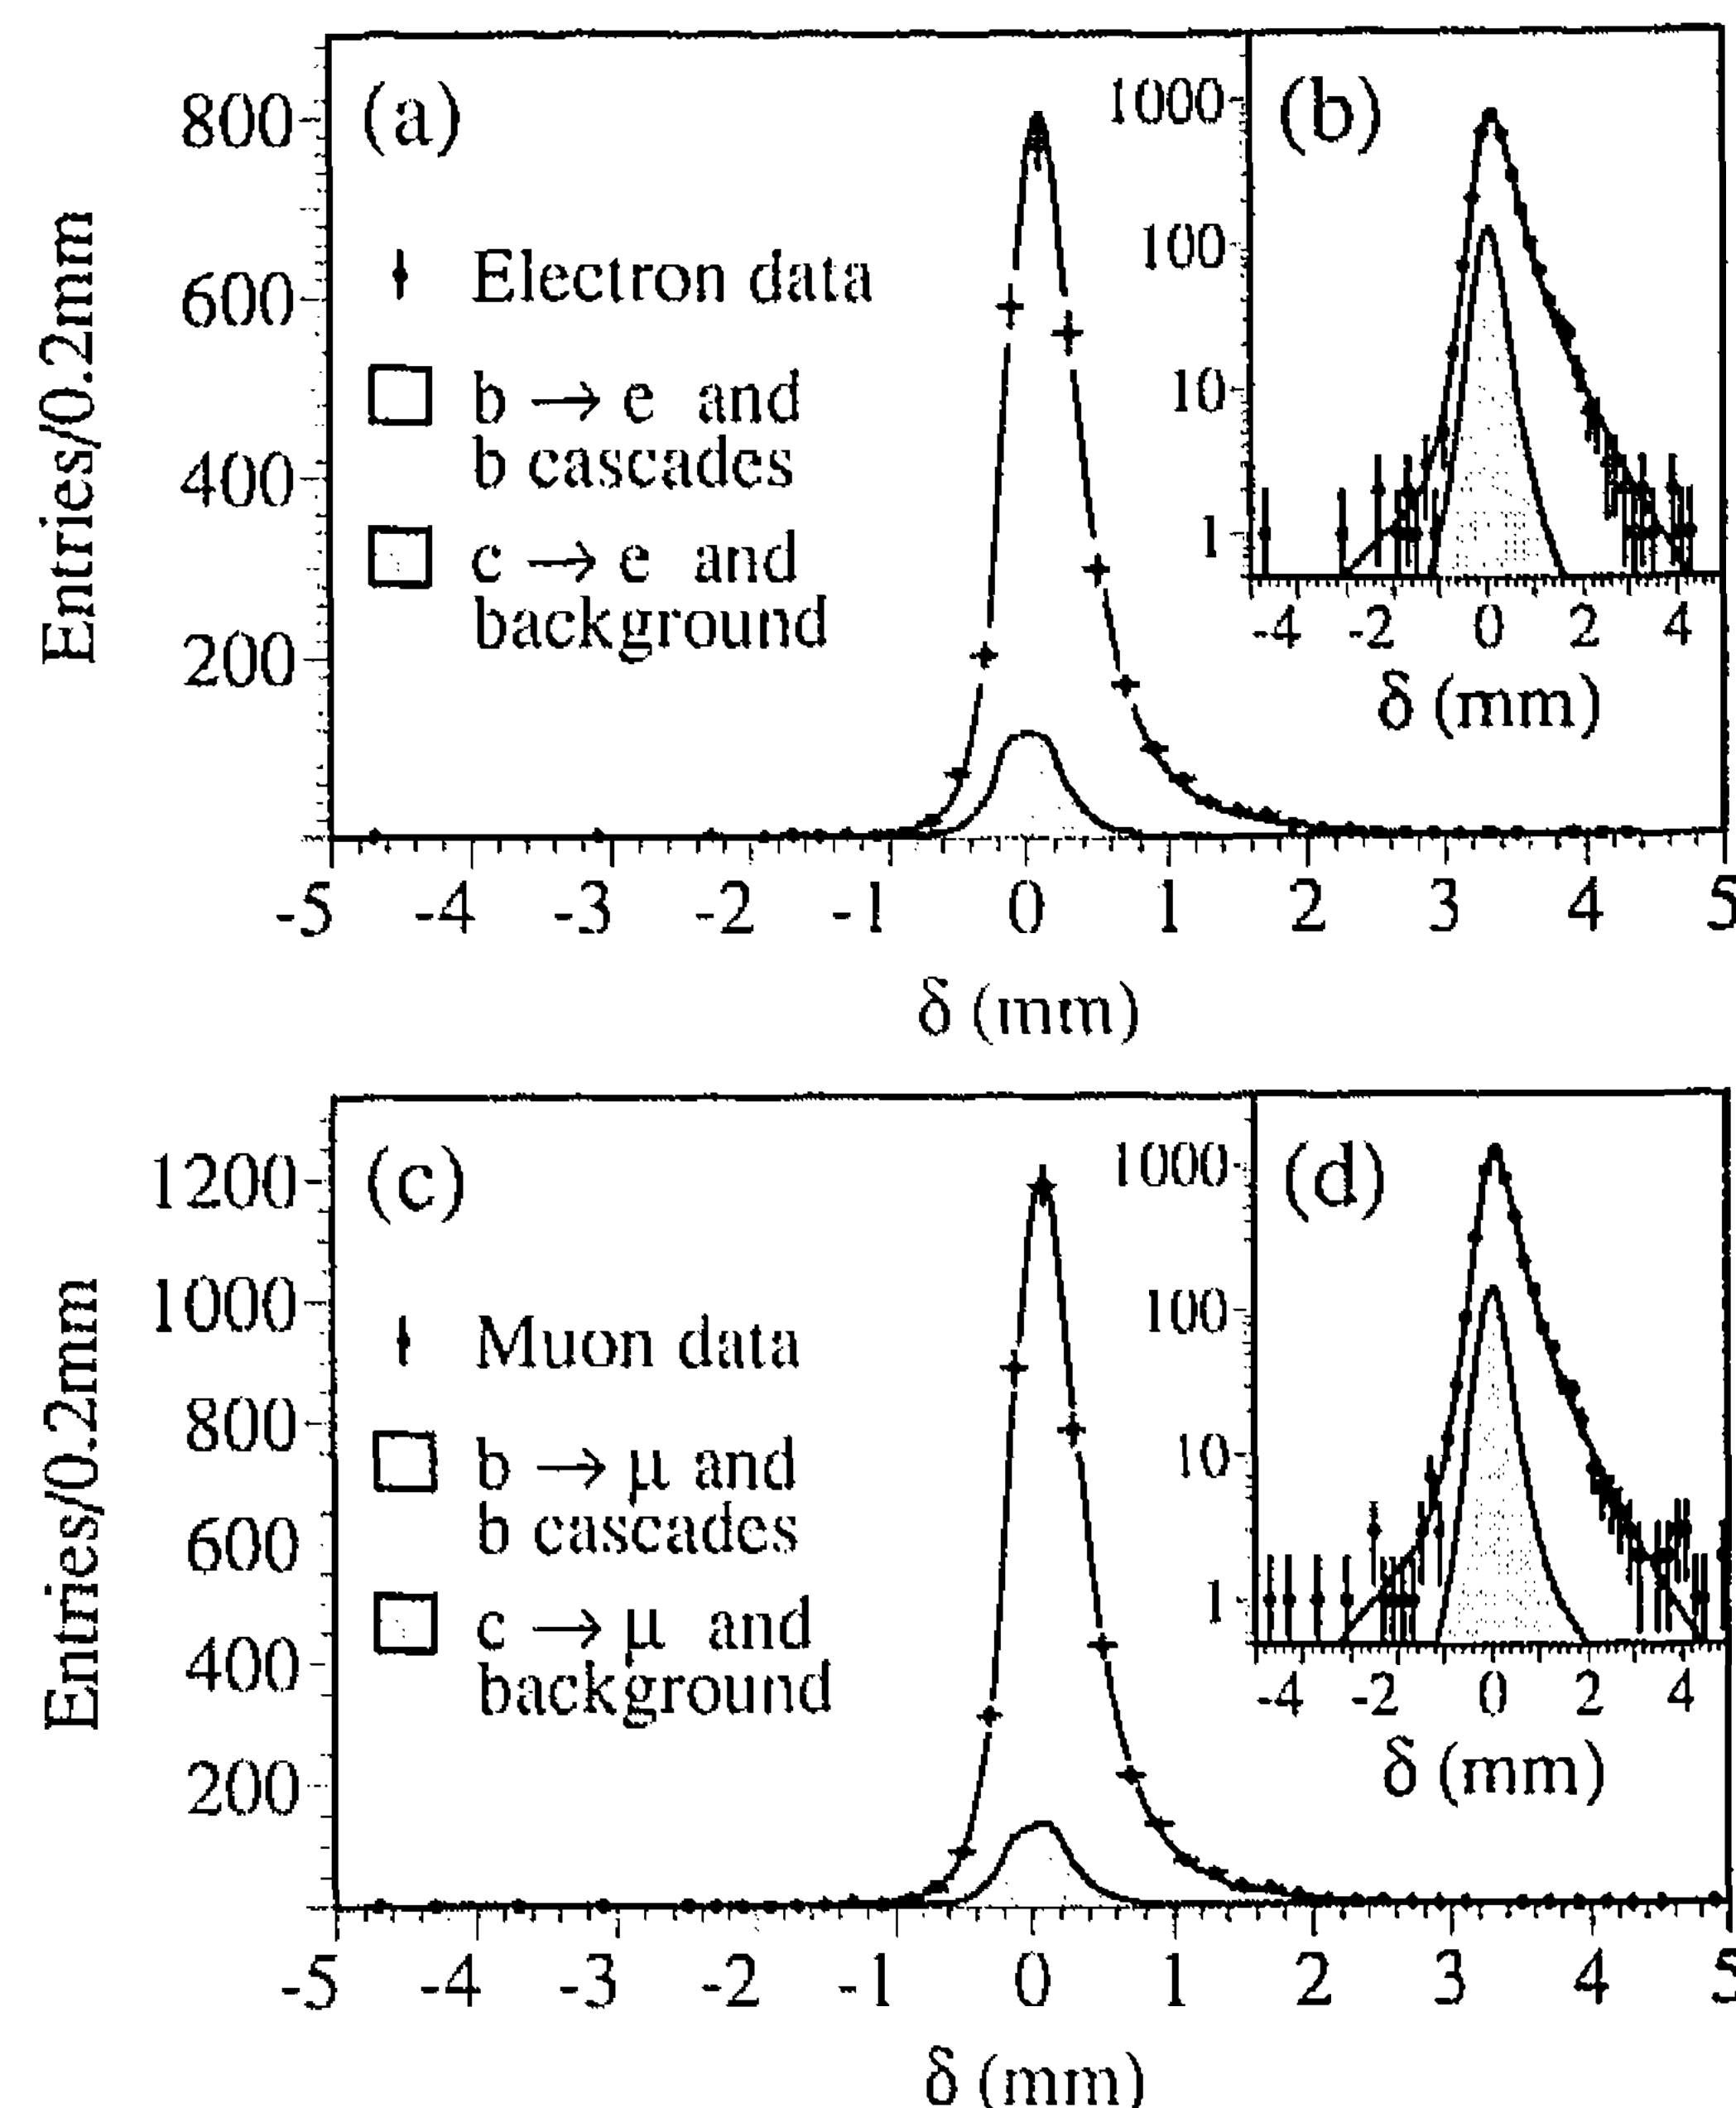 (a)
Entries/0.2mm
800
600
400
200
Electron data
b → e and
b cascades
c → e and
background
-5 -4 -3 -2 -1 0 1 2 3 4 5
δ (mm)
(b)
1000
100
10
1
-4 -2 0 2 4
δ (mm)
(c)
Entries/0.2mm
1200
1000
800
600
400
200
Muon data
b → μ and
b cascades
c → μ and
background
-5 -4 -3 -2 -1 0 1 2 3 4 5
δ (mm)
(d)
1000
100
10
1
-4 -2 0 2 4
δ (mm)